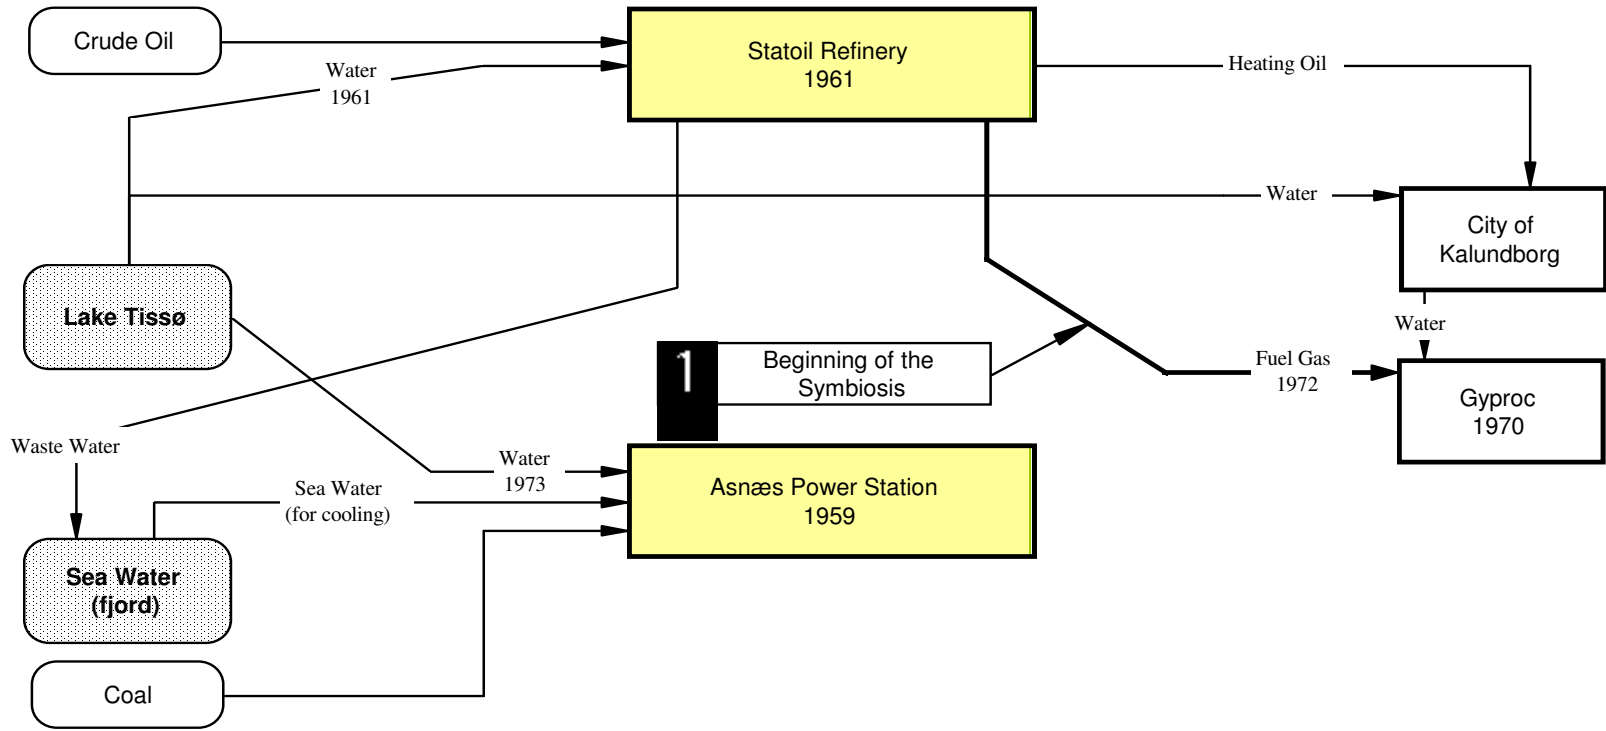 Crude Oil
Statoil Refinery
1961
Water
1961
Heating Oil
Water
City of
Kalundborg
Lake Tissø
Water
1
Beginning of the
Symbiosis
Fuel Gas
1972
Gyproc
1970
Waste Water
Water
1973
Sea Water
(for cooling)
Asnæs Power Station
1959
Sea Water
(fjord)
Coal